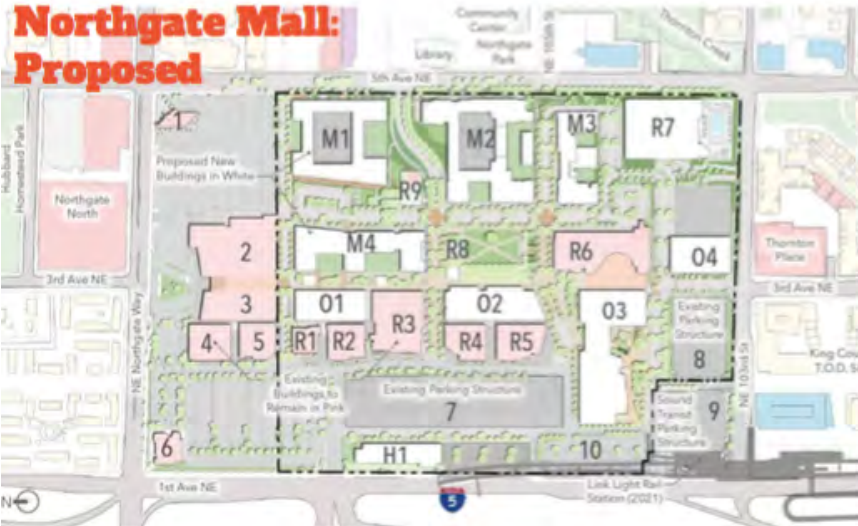 Northgate Mall:
Proposed
Community
Center
Northgate
Park
Library
NE 105th St
Thornton Creek
5th Ave NE
Hubbard
Homestead Park
1
M1
M2
M3
R7
Proposed New
Buildings in White
R9
Northgate
North
2
M4
R8
R6
O4
Thornton
Place
3rd Ave NE
3rd Ave NE
3
O1
O2
O3
Existing
Parking
Structure
4
5
R1
R2
R3
R4
R5
8
NE Northgate Way
Existing
Buildings to
Remain in Pink
Existing Parking Structure
7
King Cou
T.O.D. S
NE 103rd St
Sound
Transit
Parking
Structure
9
6
H1
10
1st Ave NE
Link Light Rail
Station (2021)
N
5